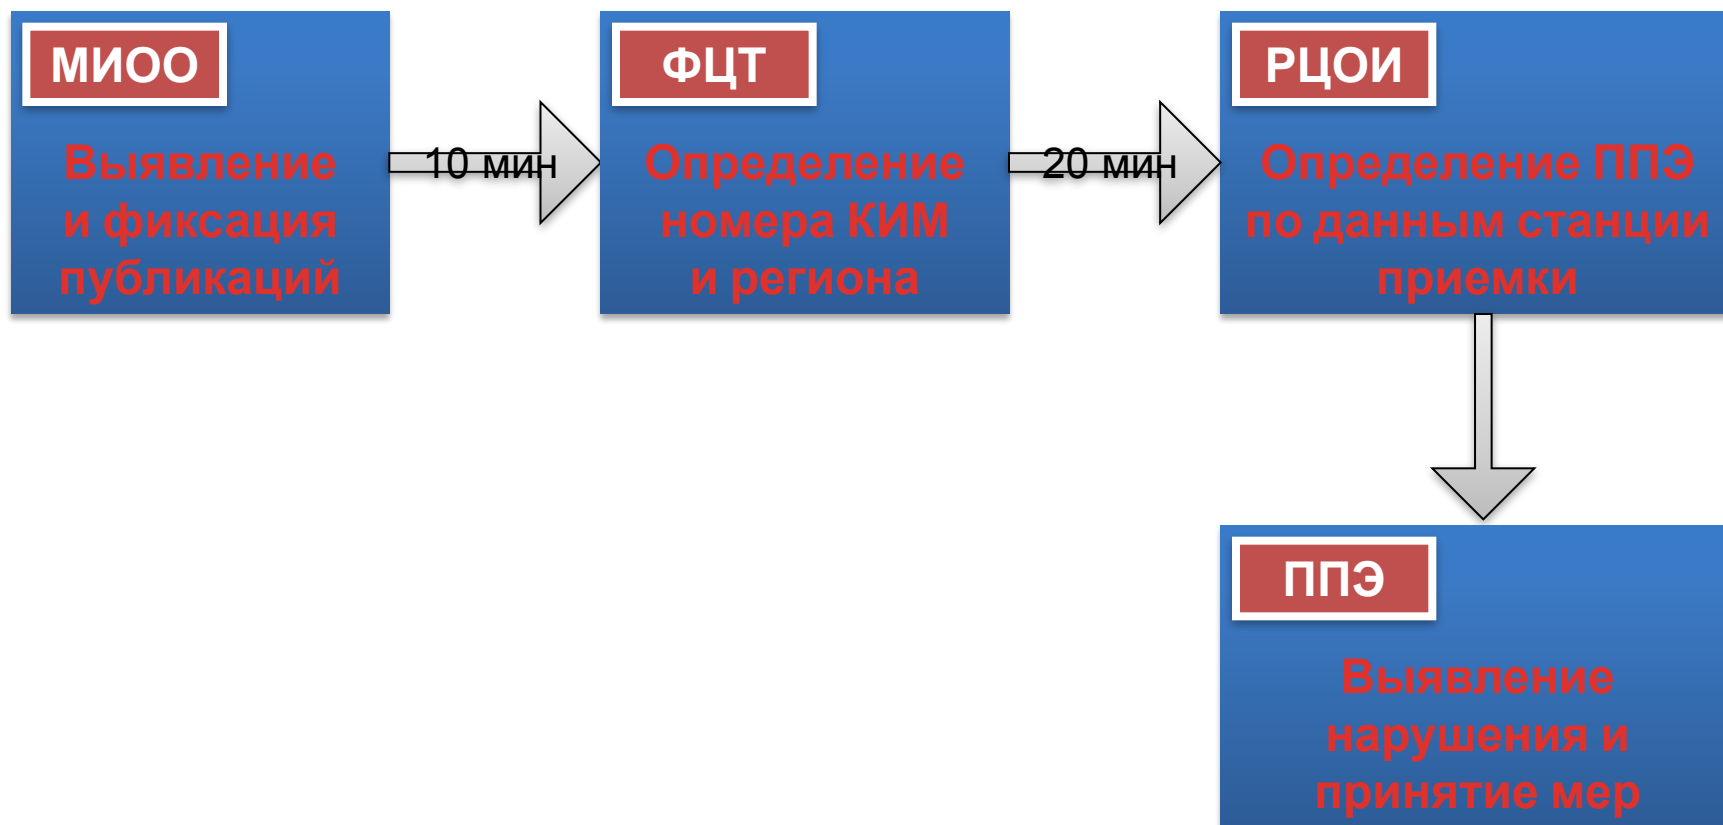 МИОО
Выявление
и фиксация
публикаций
10 мин
ФЦТ
Определение
номера КИМ
и региона
20 мин
РЦОИ
Определение ППЭ
по данным станции
приемки
ППЭ
Выявление
нарушения и
принятие мер